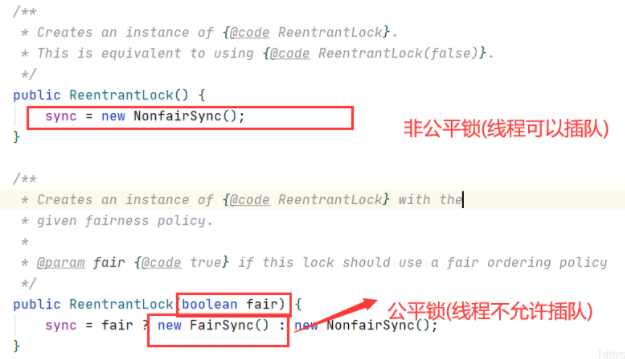 /**
* Creates an instance of {@code ReentrantLock}.
* This is equivalent to using {@code ReentrantLock(false)}.
*/
public ReentrantLock() {
sync = new NonfairSync();
非公平锁(线程可以插队)
}
/**
* Creates an instance of {@code ReentrantLock} with the
* given fairness policy.
*
* @param fair {@code true} if this lock should use a fair ordering policy
*/
public ReentrantLock(boolean fair) {
公平锁(线程不允许插队)
sync = fair ? new FairSync() : new NonfairSync();
}
https